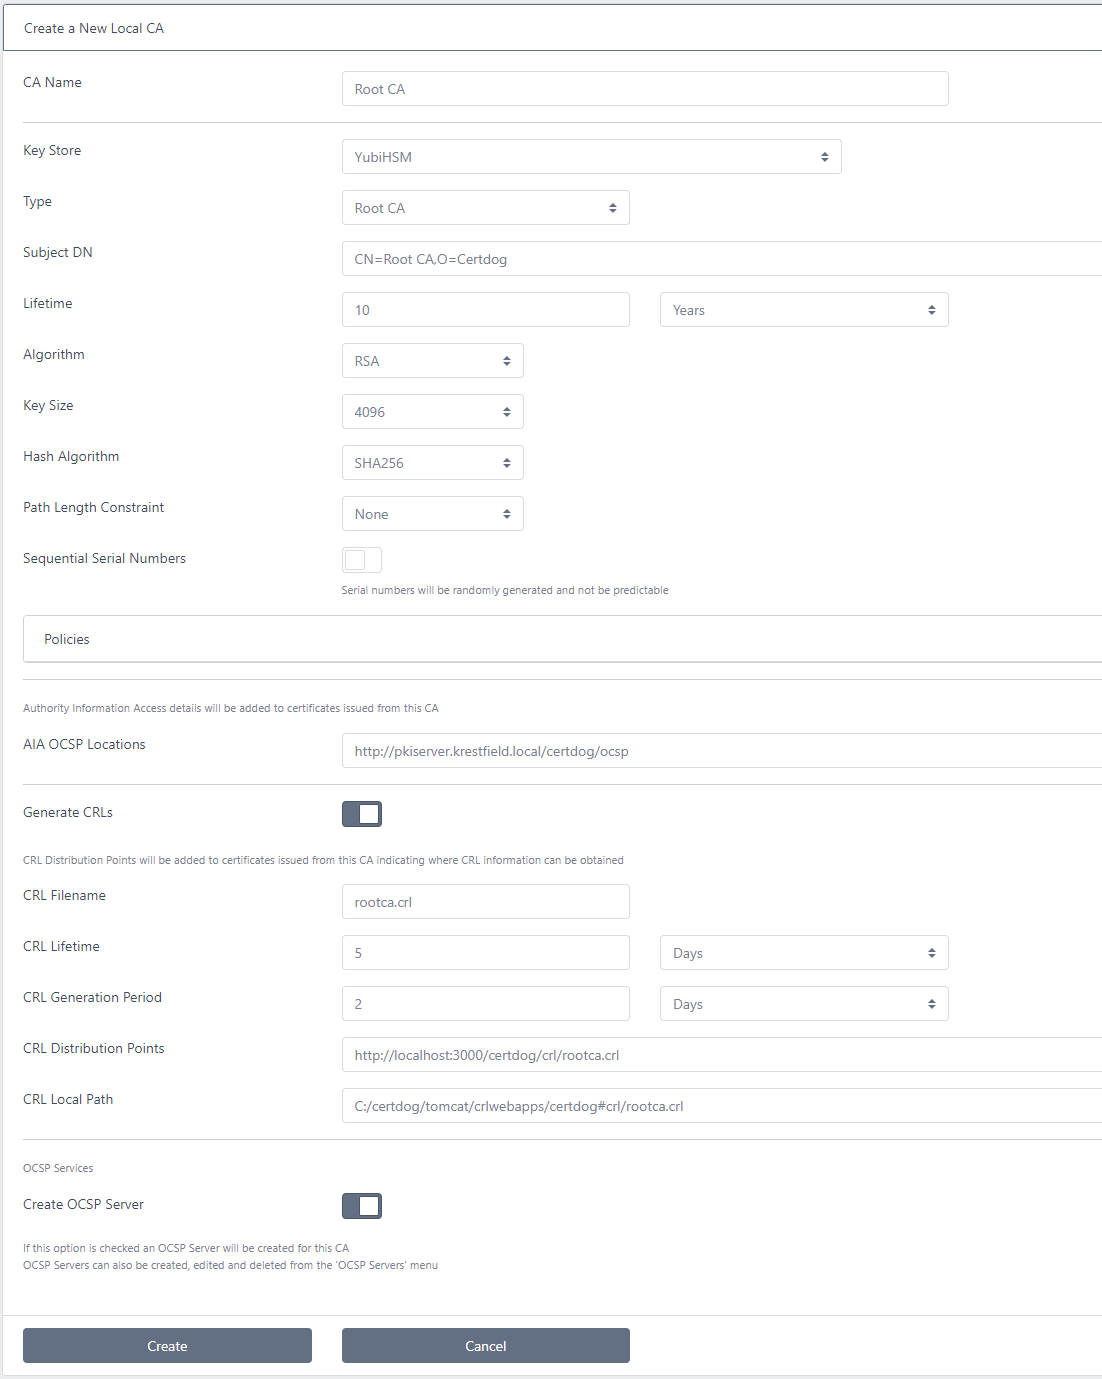 Create a New Local CA
CA Name
Root CA
Key Store
YubiHSM
Type
Root CA
Subject DN
CN=Root CA,O=Certdog
Lifetime
10
Years
Algorithm
RSA
Key Size
4096
Hash Algorithm
SHA256
Path Length Constraint
None
Sequential Serial Numbers
Serial numbers will be randomly generated and not be predictable
Policies
Authority Information Access details will be added to certificates issued from this CA
AIA OCSP Locations
http://pkiserver.krestfield.local/certdog/ocsp
Generate CRLs
CRL Distribution Points will be added to certificates issued from this CA indicating where CRL information can be obtained
CRL Filename
rootca.crl
CRL Lifetime
5
Days
CRL Generation Period
2
Days
CRL Distribution Points
http://localhost:3000/certdog/crl/rootca.crl
CRL Local Path
C:/certdog/tomcat/crlwebapps/certdog#crl/rootca.crl
OCSP Services
Create OCSP Server
If this option is checked an OCSP Server will be created for this CA
OCSP Servers can also be created, edited and deleted from the 'OCSP Servers' menu
Create
Cancel